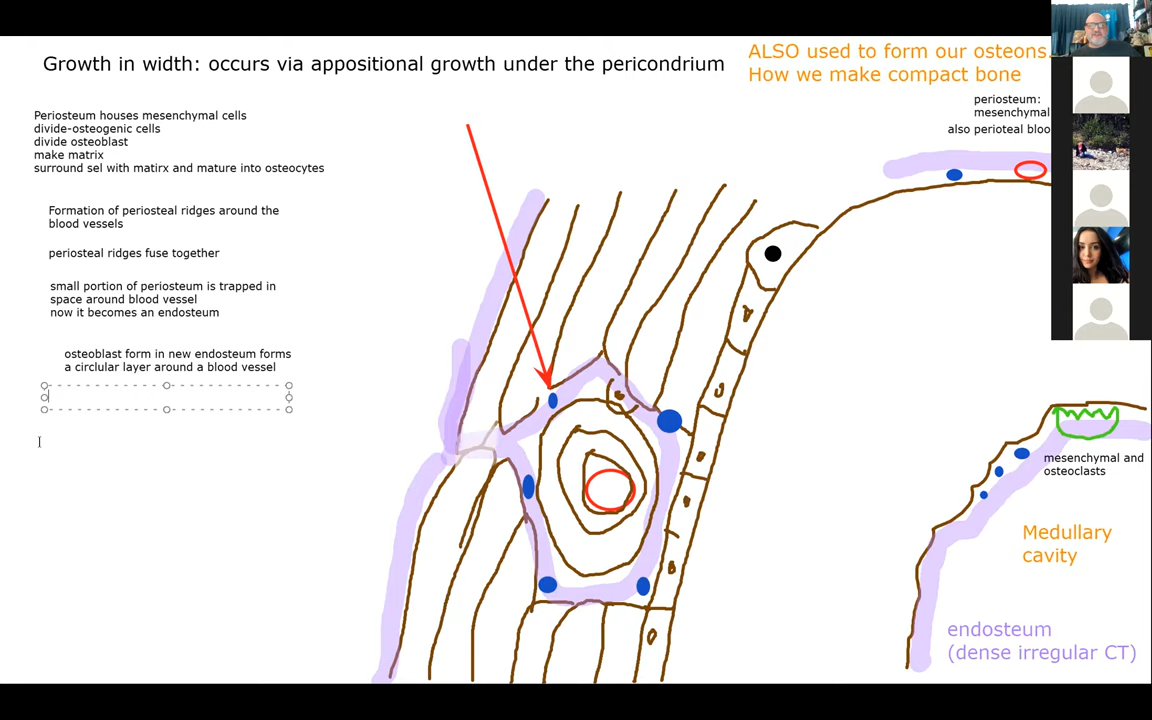 Growth in width: occurs via appositional growth under the pericondrium
ALSO used to form our osteons.
How we make compact bone
periosteum:
mesenchymal
also perioteal bloo
Periosteum houses mesenchymal cells
divide-osteogenic cells
divide osteoblast
make matrix
surround sel with matirx and mature into osteocytes
Formation of periosteal ridges around the
blood vessels
periosteal ridges fuse together
small portion of periosteum is trapped in
space around blood vessel
now it becomes an endosteum
osteoblast form in new endosteum forms
a circlular layer around a blood vessel
mesenchymal and
osteoclasts
Medullary
cavity
endosteum
(dense irregular CT)